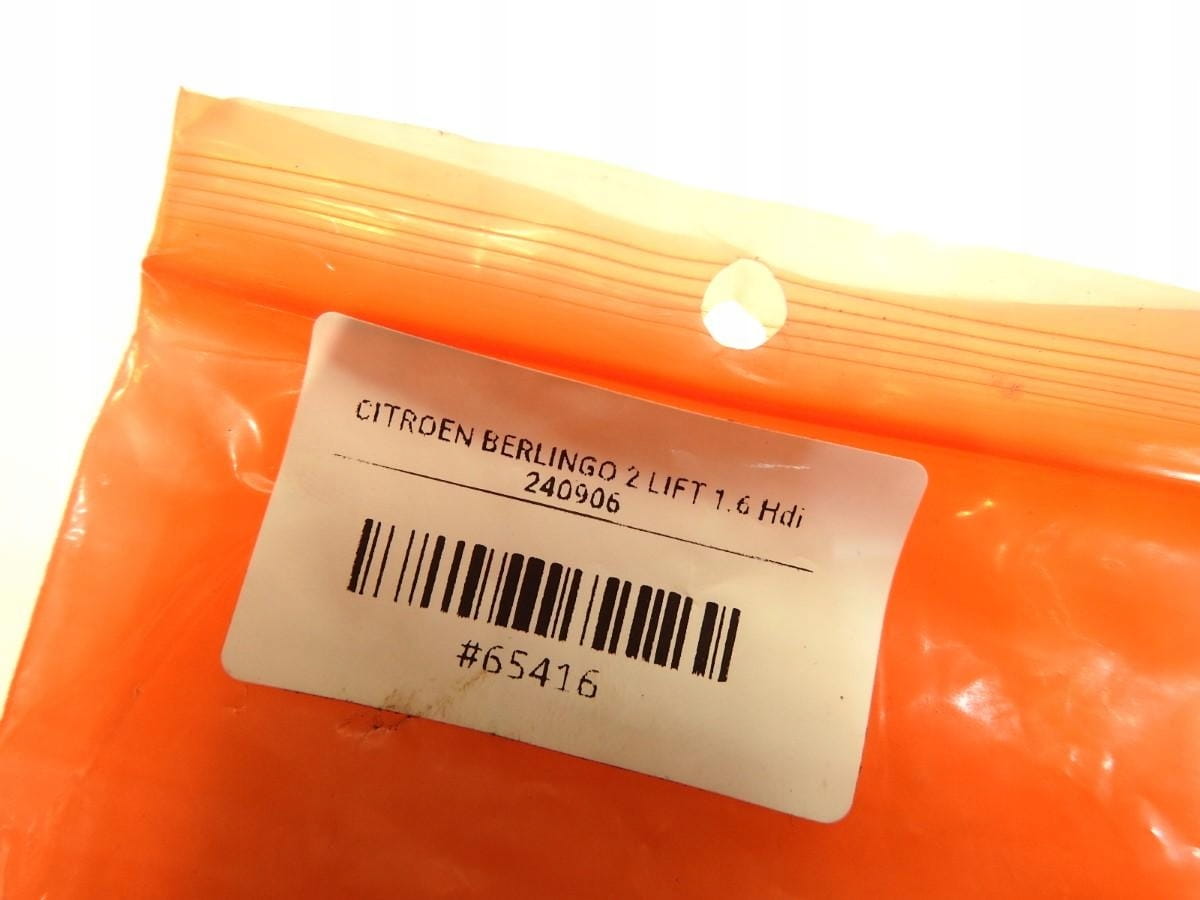 CITROEN BERLINGO 2 LIFT 1.6 Hdi
240906
#65416